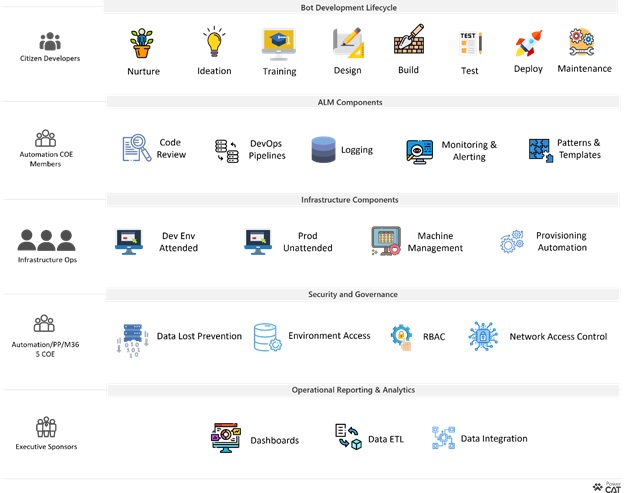 Bot Development Lifecycle
Citizen Developers
Nurture
Ideation
Training
Design
Build
TEST
Test
Deploy
Maintenance
ALM Components
Automation COE
Members
Code
Review
DevOps
Pipelines
Logging
Monitoring &
Alerting
Patterns &
Templates
Infrastructure Components
Infrastructure Ops
Dev Env
Attended
Prod
Unattended
Machine
Management
Provisioning
Automation
Security and Governance
Automation/PP/M36
5 COE
Data Lost Prevention
Environment Access
RBAC
Network Access Control
Operational Reporting & Analytics
Executive Sponsors
Dashboards
Data ETL
Data Integration
Power
CAT